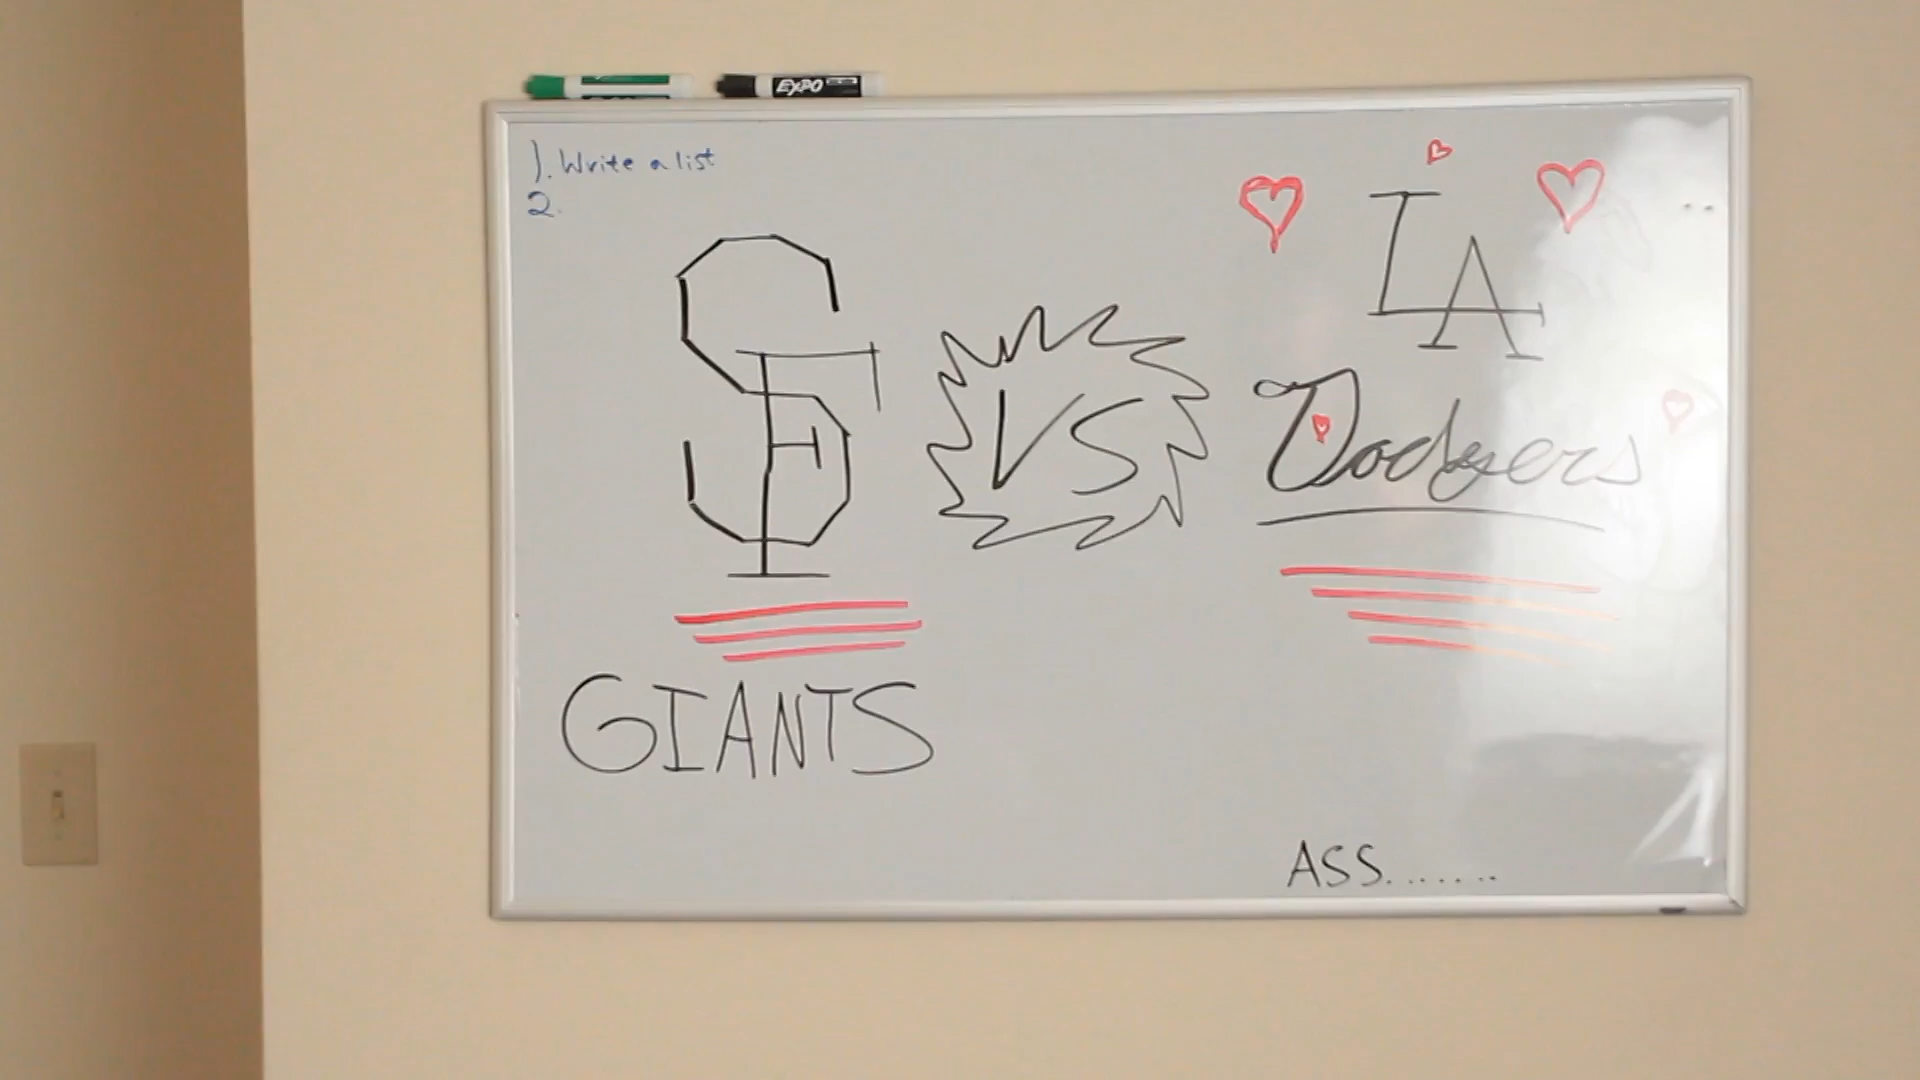 EXPO
1). Write a list
2.
SF
VS
LA
Dodgers
GIANTS
ASS.......